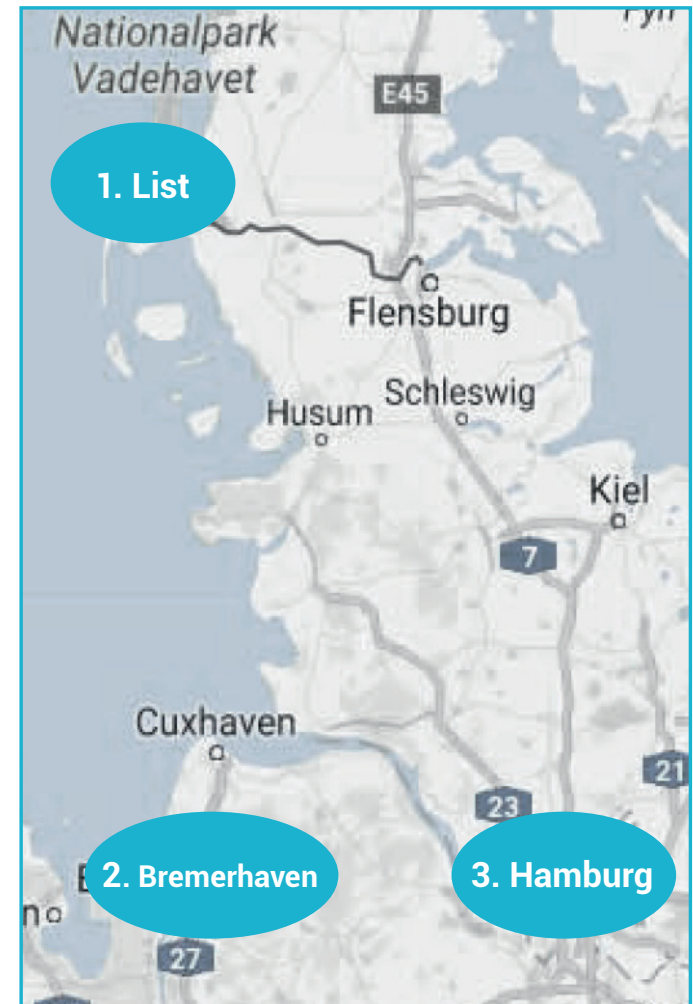 Nationalpark
Vadehavet
E45
1. List
Flensburg
Schleswig
Husum
Kiel
7
Cuxhaven
21
23
2. Bremerhaven
3. Hamburg
27